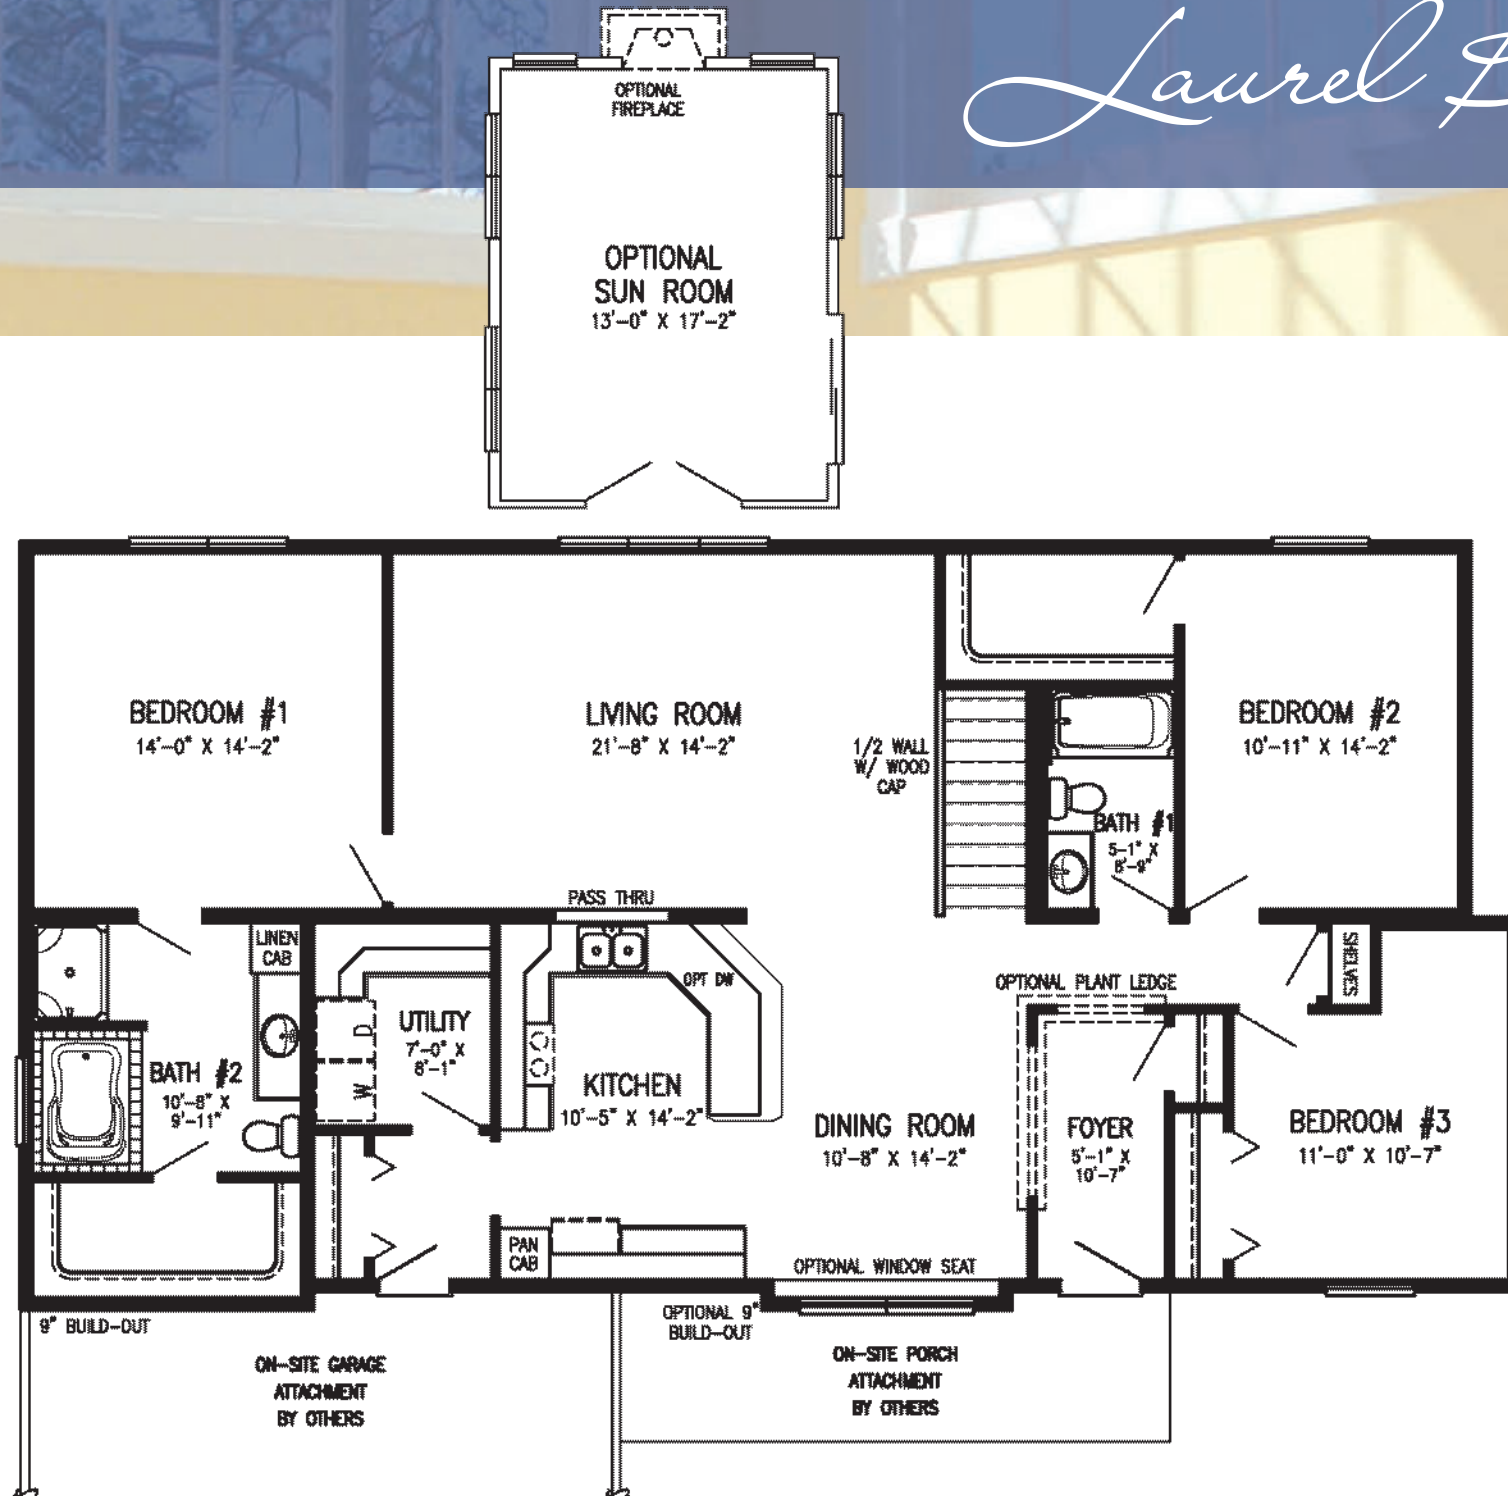 Laurel
OPTIONAL
FIREPLACE
OPTIONAL
SUN ROOM
13'-0" X 17'-2"
BEDROOM #1
14'-0" X 14'-2"
LIVING ROOM
21'-8" X 14'-2"
1/2 WALL
W/ WOOD
CAP
BEDROOM #2
10'-11" X 14'-2"
BATH #1
5-1" X
8'-9"
PASS THRU
LINEN
CAB
OPT DW
SHELVES
OPTIONAL PLANT LEDGE
UTILITY
7'-0" X
8'-1"
D
W
BATH #2
10'-8" X
9'-11"
KITCHEN
10'-5" X 14'-2"
DINING ROOM
10'-8" X 14'-2"
FOYER
5'-1" X
10'-7"
BEDROOM #3
11'-0" X 10'-7"
PAN
CAB
OPTIONAL WINDOW SEAT
9" BUILD-OUT
OPTIONAL 9"
BUILD-OUT
ON-SITE GARAGE
ATTACHMENT
BY OTHERS
ON-SITE PORCH
ATTACHMENT
BY OTHERS